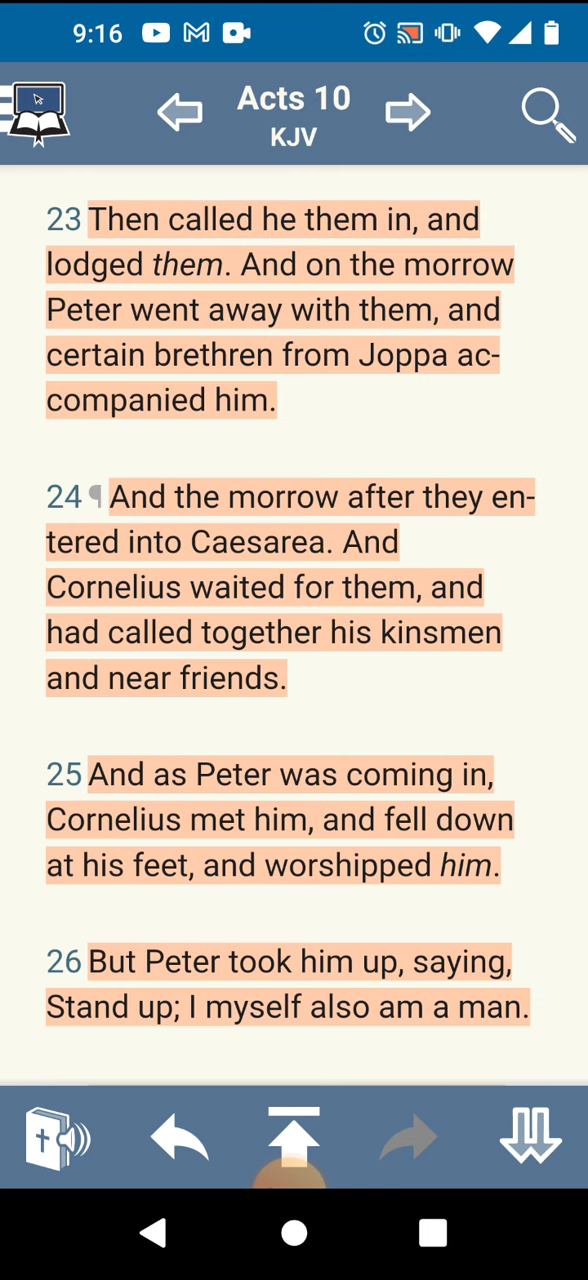 9:16
Acts 10
KJV
23 Then called he them in, and
lodged them. And on the morrow
Peter went away with them, and
certain brethren from Joppa ac-
companied him.
24 ¶ And the morrow after they en-
tered into Caesarea. And
Cornelius waited for them, and
had called together his kinsmen
and near friends.
25 And as Peter was coming in,
Cornelius met him, and fell down
at his feet, and worshipped him.
26 But Peter took him up, saying,
Stand up; I myself also am a man.